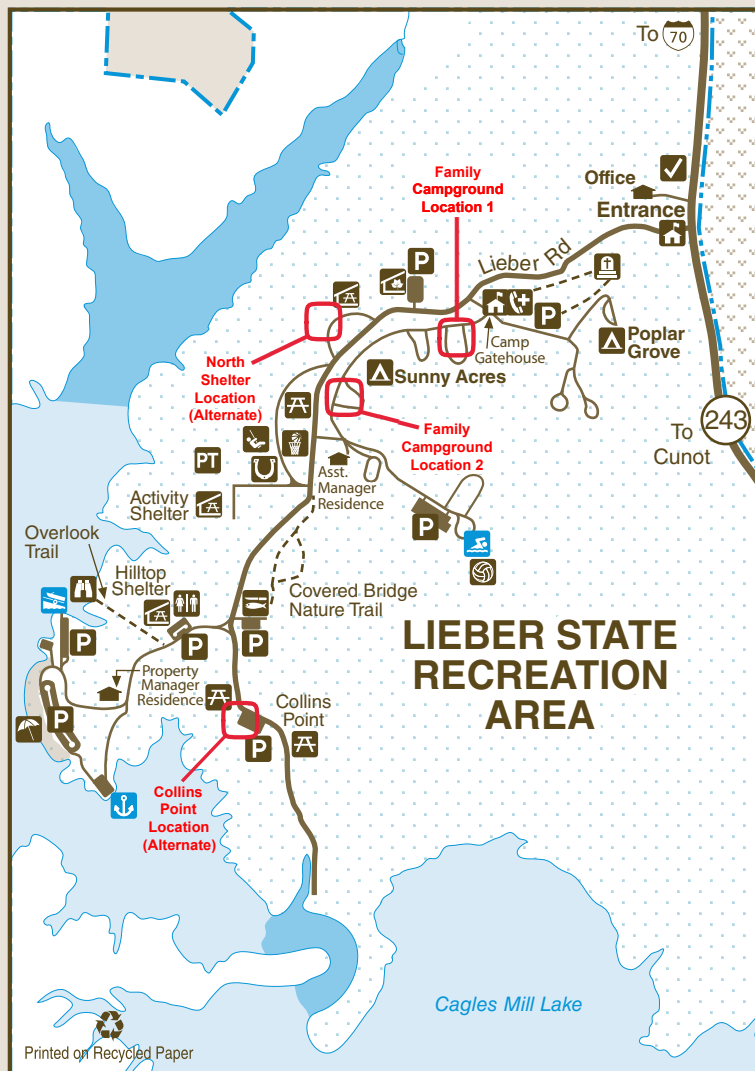 To 70
Family
Campground
Location 1
Office
Entrance
Lieber Rd
P
P
Camp
Gatehouse
Poplar
Grove
North
Shelter
Location
(Alternate)
Sunny Acres
243
To
Cunot
Family
Campground
Location 2
PT
Asst.
Manager
Residence
Activity
Shelter
P
Overlook
Trail
Hilltop
Shelter
Covered Bridge
Nature Trail
P
P
P
LIEBER STATE
RECREATION
AREA
Property
Manager
Residence
Collins
Point
P
P
Collins
Point
Location
(Alternate)
Cagles Mill Lake
Printed on Recycled Paper